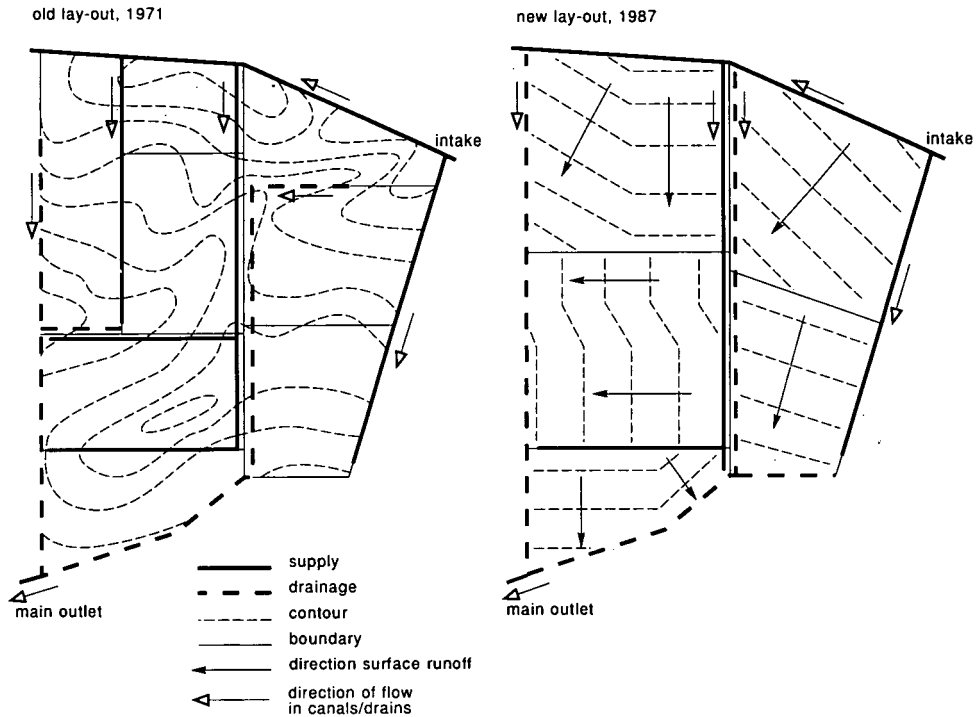 old lay-out, 1971
new lay-out, 1987
intake
intake
main outlet
main outlet
supply
drainage
contour
boundary
direction surface runoff
direction of flow
in canals/drains